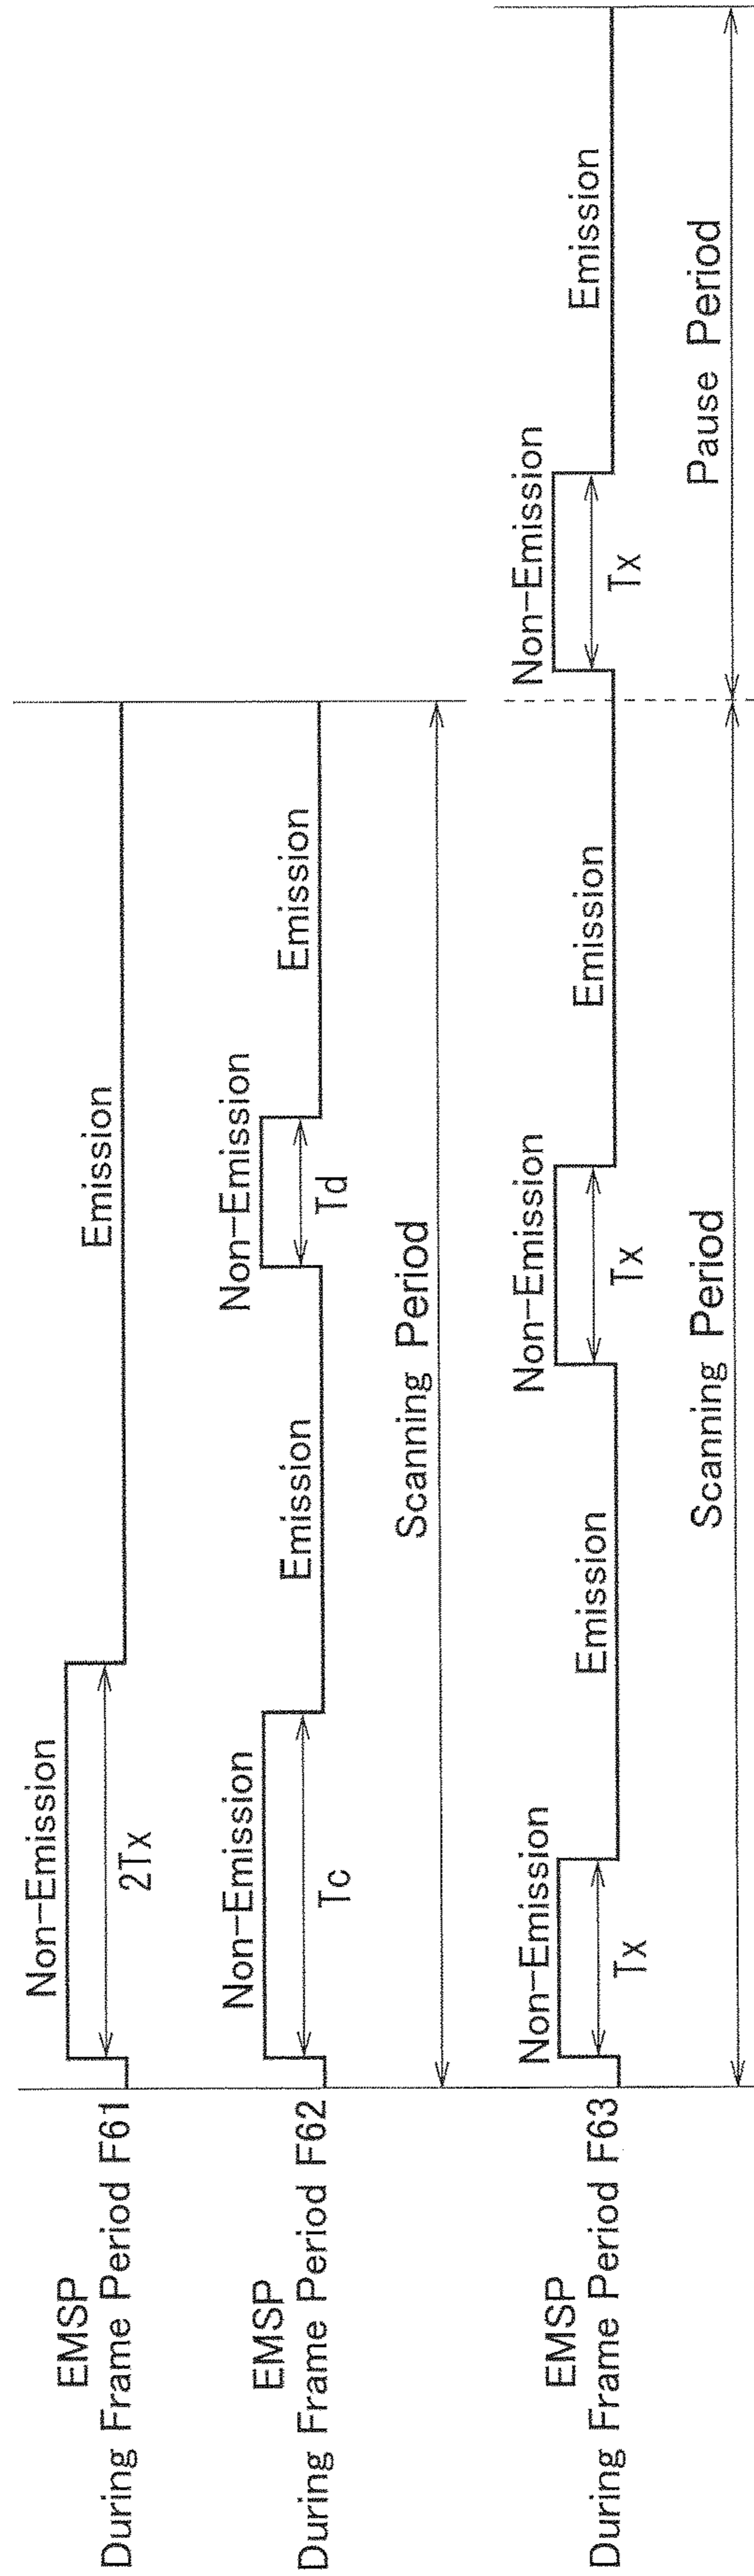 EMSP
During Frame Period F61
Non-Emission
2Tx
Emission
EMSP
During Frame Period F62
Non-Emission
Tc
Emission
Non-Emission
Td
Emission
Scanning Period
EMSP
During Frame Period F63
Non-Emission
Tx
Emission
Non-Emission
Tx
Emission
Non-Emission
Tx
Emission
Scanning Period
Pause Period